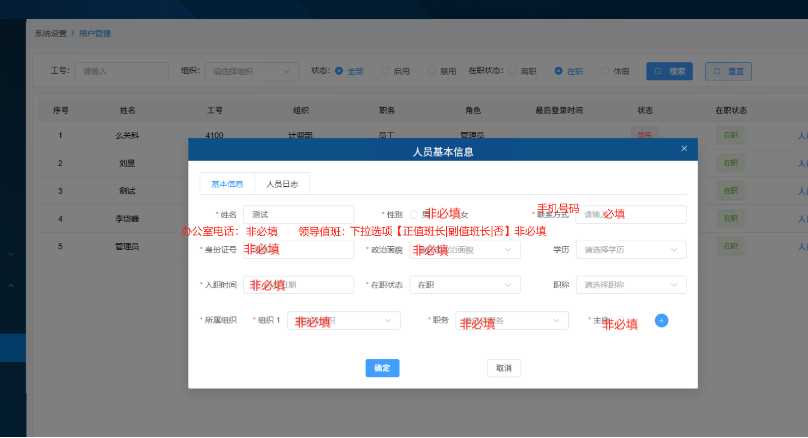 系统设置 / 用户管理
工号: 请输入 组织: 请选择组织 状态: 全部 启用 禁用 在职状态: 离职 在职 休假 搜索 重置
序号 姓名 工号 组织 职务 角色 最后登录时间 状态 在职状态
1 么关科 4100 计调部 员工 管理员 在职
2 刘昱 在职
3 测试 在职
4 李岱峰 在职
5 管理员 在职
人员基本信息
基本信息 人员日志
* 姓名 测试 * 性别 男 非必填 女 手机号码 * 联系方式 请输入 必填
办公室电话: 非必填 领导值班: 下拉选项【正值班长|副值班长|否】非必填
* 身份证号 非必填 * 政治面貌 非必填 政治面貌 学历 请选择学历
* 入职时间 非必填 日期 * 在职状态 在职 职称 请选择职称
* 所属组织 * 组织 1 非必填 * 职务 非必填 * 主 非必填
确定 取消